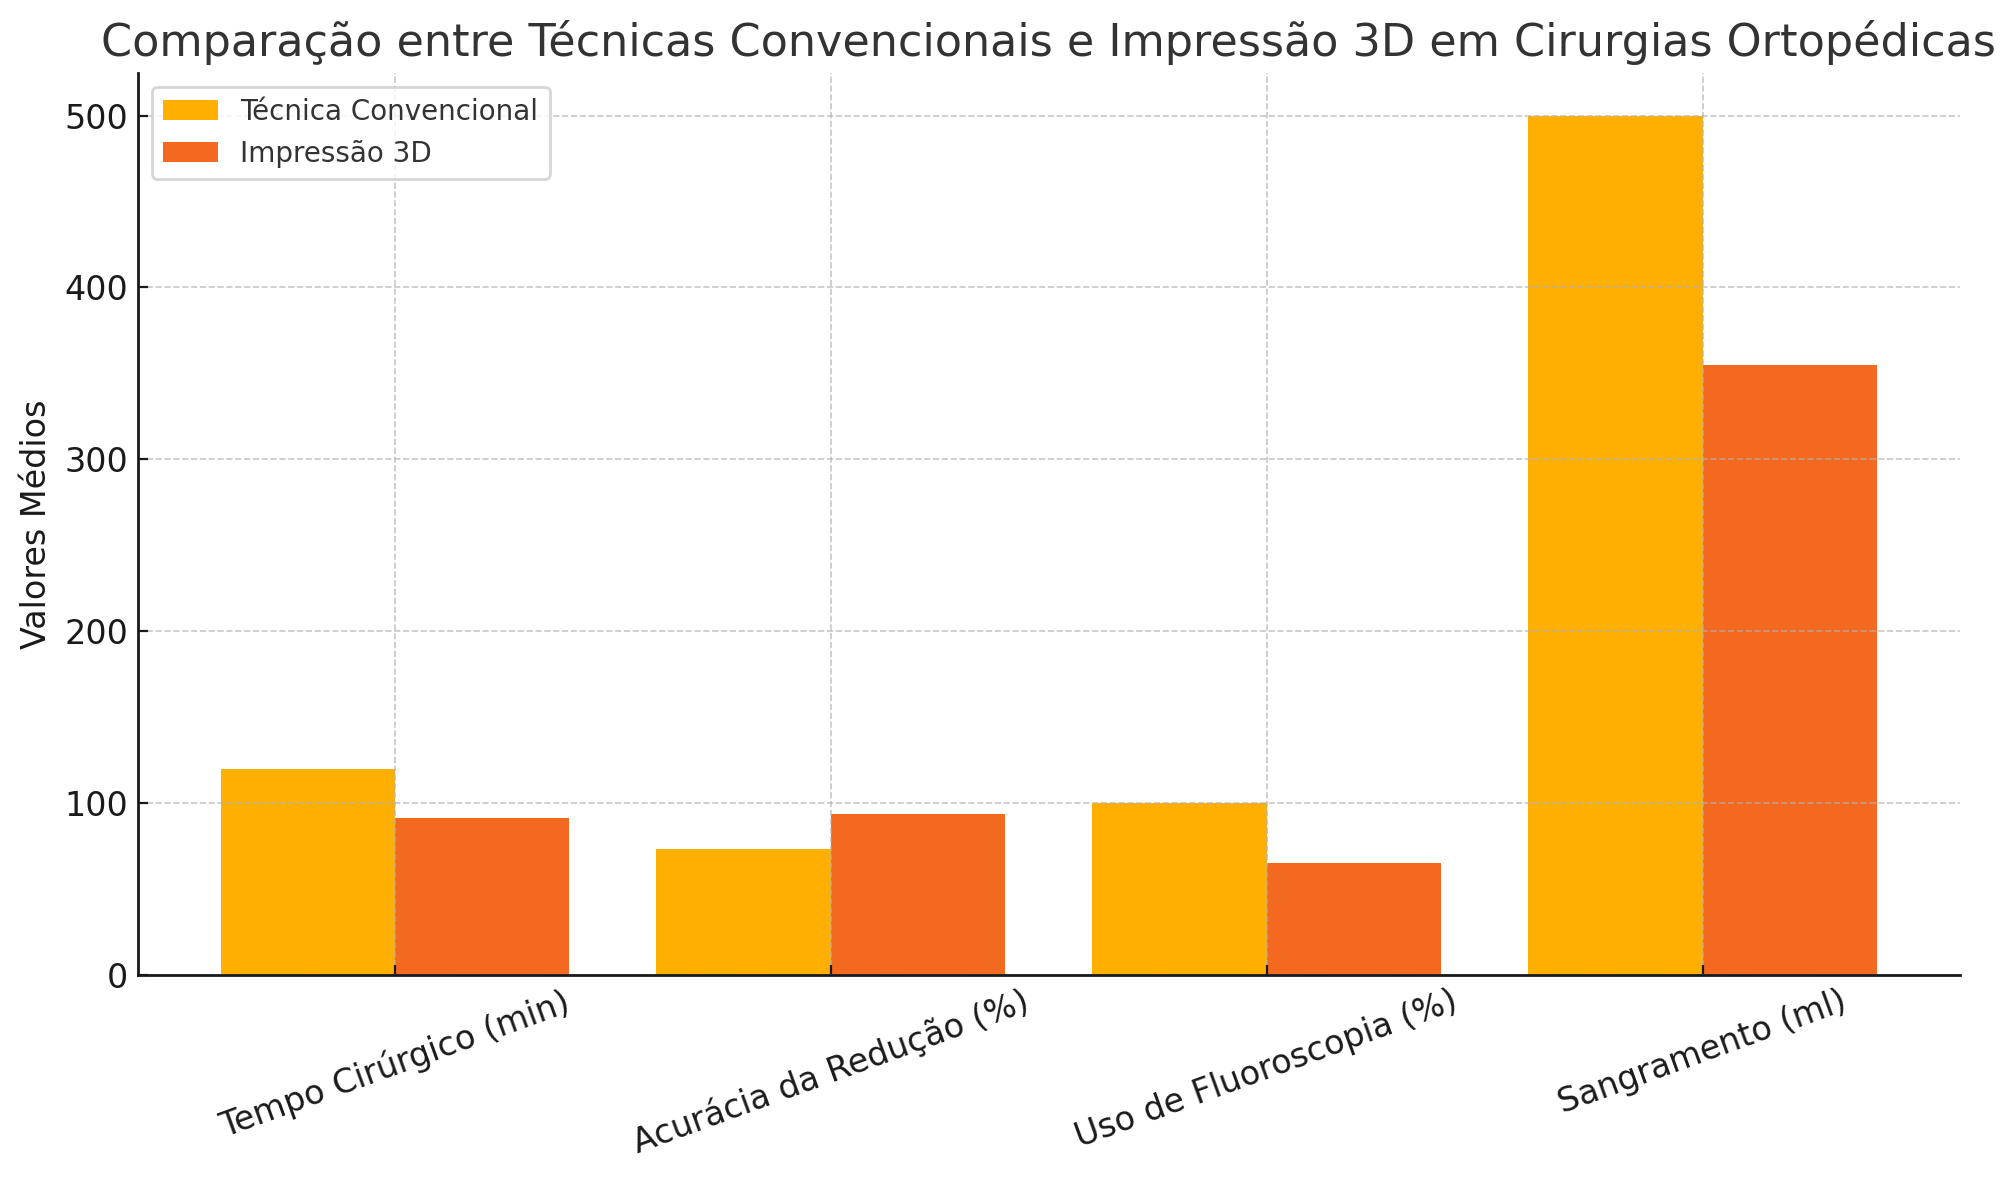 Comparação entre Técnicas Convencionais e Impressão 3D em Cirurgias Ortopédicas
Técnica Convencional
Impressão 3D
Valores Médios
500
400
300
200
100
0
Tempo Cirúrgico (min)
Acurácia da Redução (%)
Uso de Fluoroscopia (%)
Sangramento (ml)